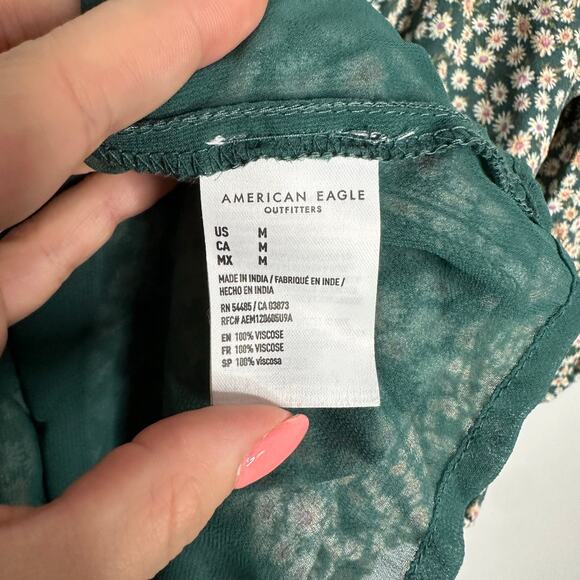 AMERICAN EAGLE
OUTFITTERS
US M
CA M
MX M
MADE IN INDIA / FABRIQUÉ EN INDE /
HECHO EN INDIA
RN 54485 / CA 03873
RFC# AEM120605U9A
EN 100% VISCOSE
FR 100% VISCOSE
SP 100% viscosa